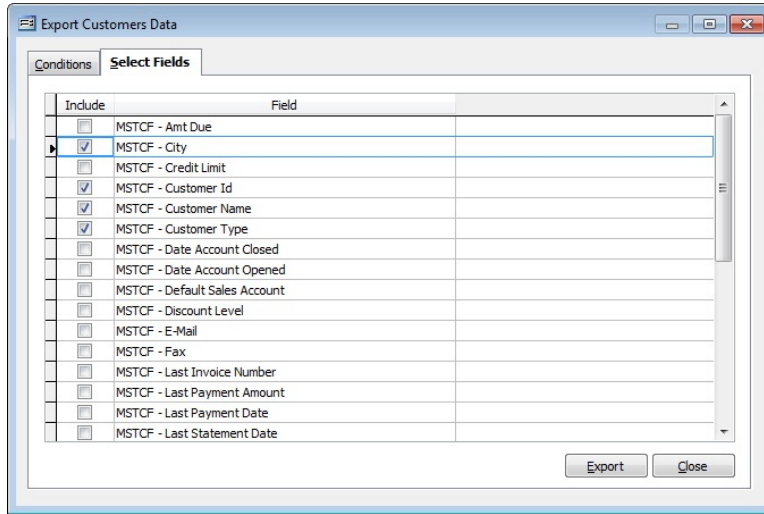 Export Customers Data
Conditions Select Fields
Include Field
MSTCF - Amt Due
MSTCF - City
MSTCF - Credit Limit
MSTCF - Customer Id
MSTCF - Customer Name
MSTCF - Customer Type
MSTCF - Date Account Closed
MSTCF - Date Account Opened
MSTCF - Default Sales Account
MSTCF - Discount Level
MSTCF - E-Mail
MSTCF - Fax
MSTCF - Last Invoice Number
MSTCF - Last Payment Amount
MSTCF - Last Payment Date
MSTCF - Last Statement Date
Export Close